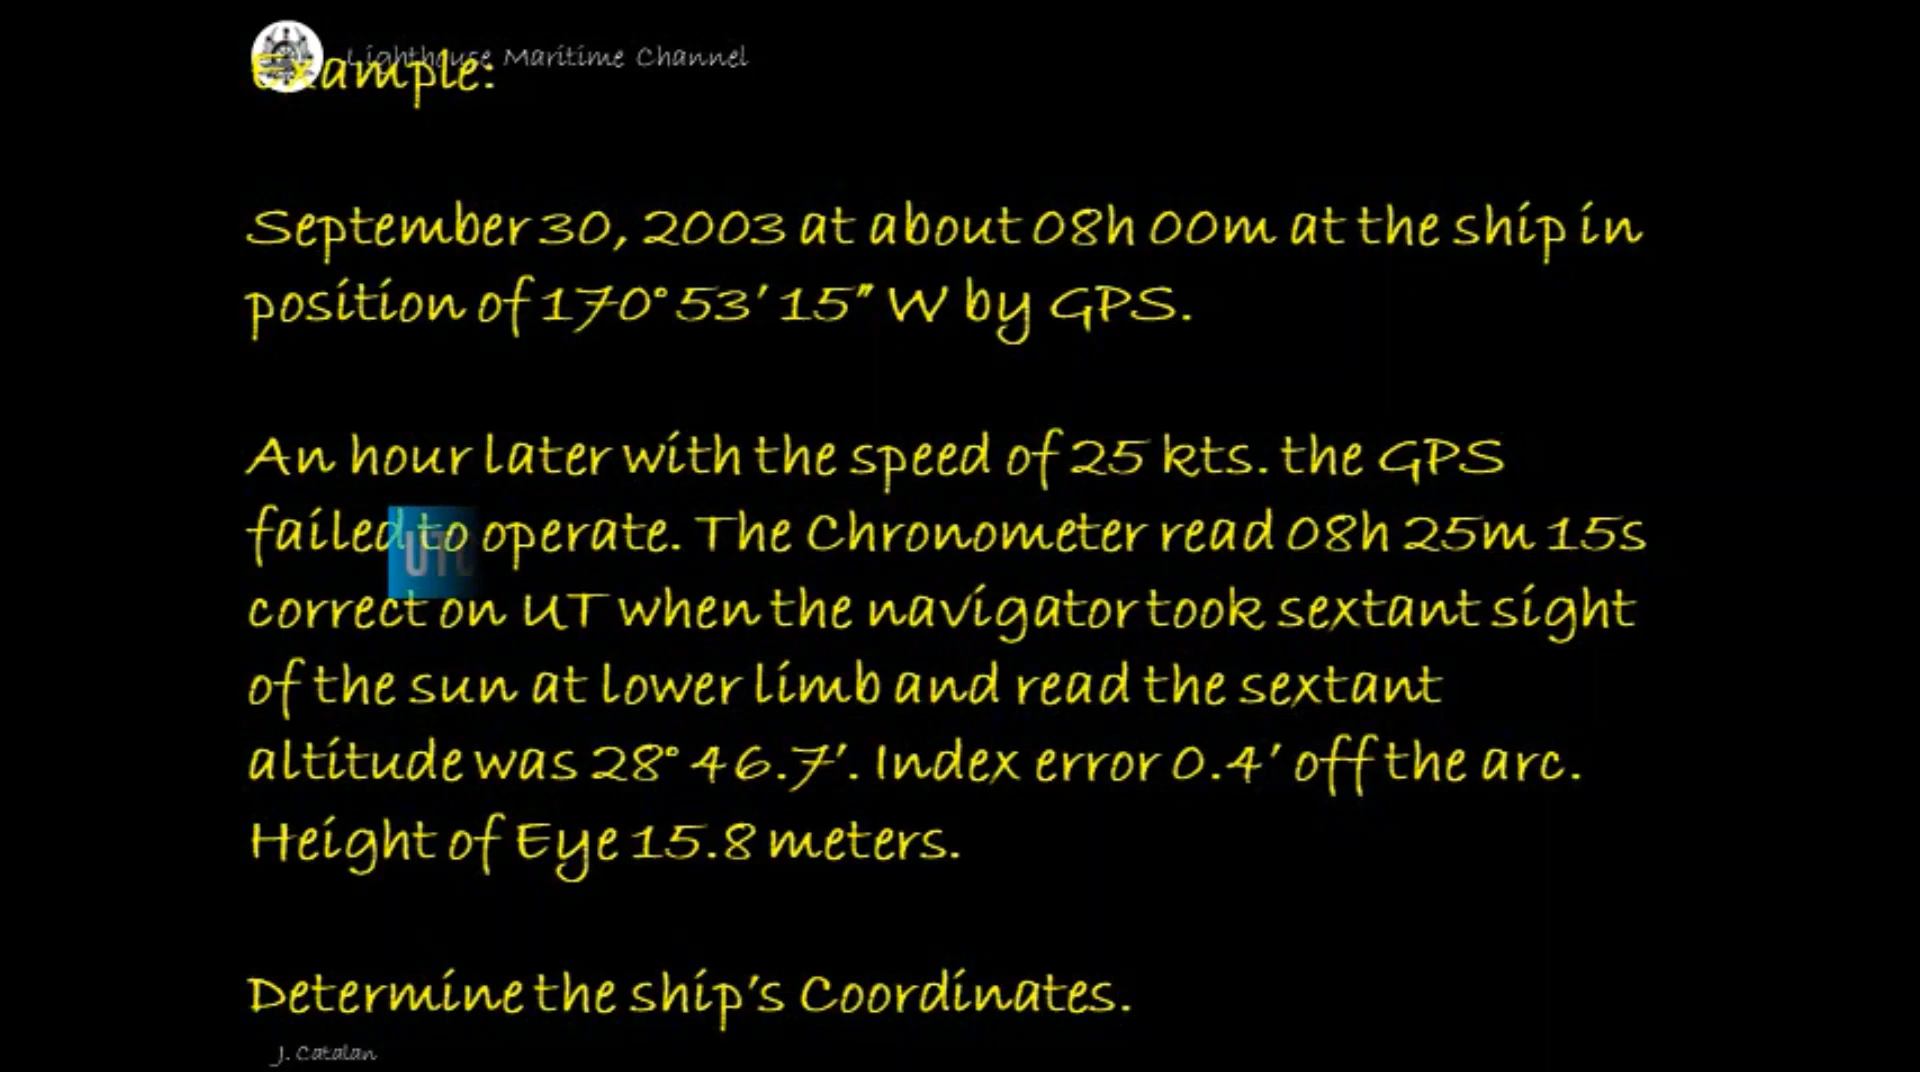 Lighthouse Maritime Channel
Example:
September 30, 2003 at about 08h 00m at the ship in
position of 170° 53' 15" W by GPS.
An hour later with the speed of 25 kts. the GPS
failed to operate. The Chronometer read 08h 25m 15s
UTC
correct on UT when the navigator took sextant sight
of the sun at lower limb and read the sextant
altitude was 28° 46.7'. Index error 0.4' off the arc.
Height of Eye 15.8 meters.
Determine the ship's Coordinates.
J. Catalan